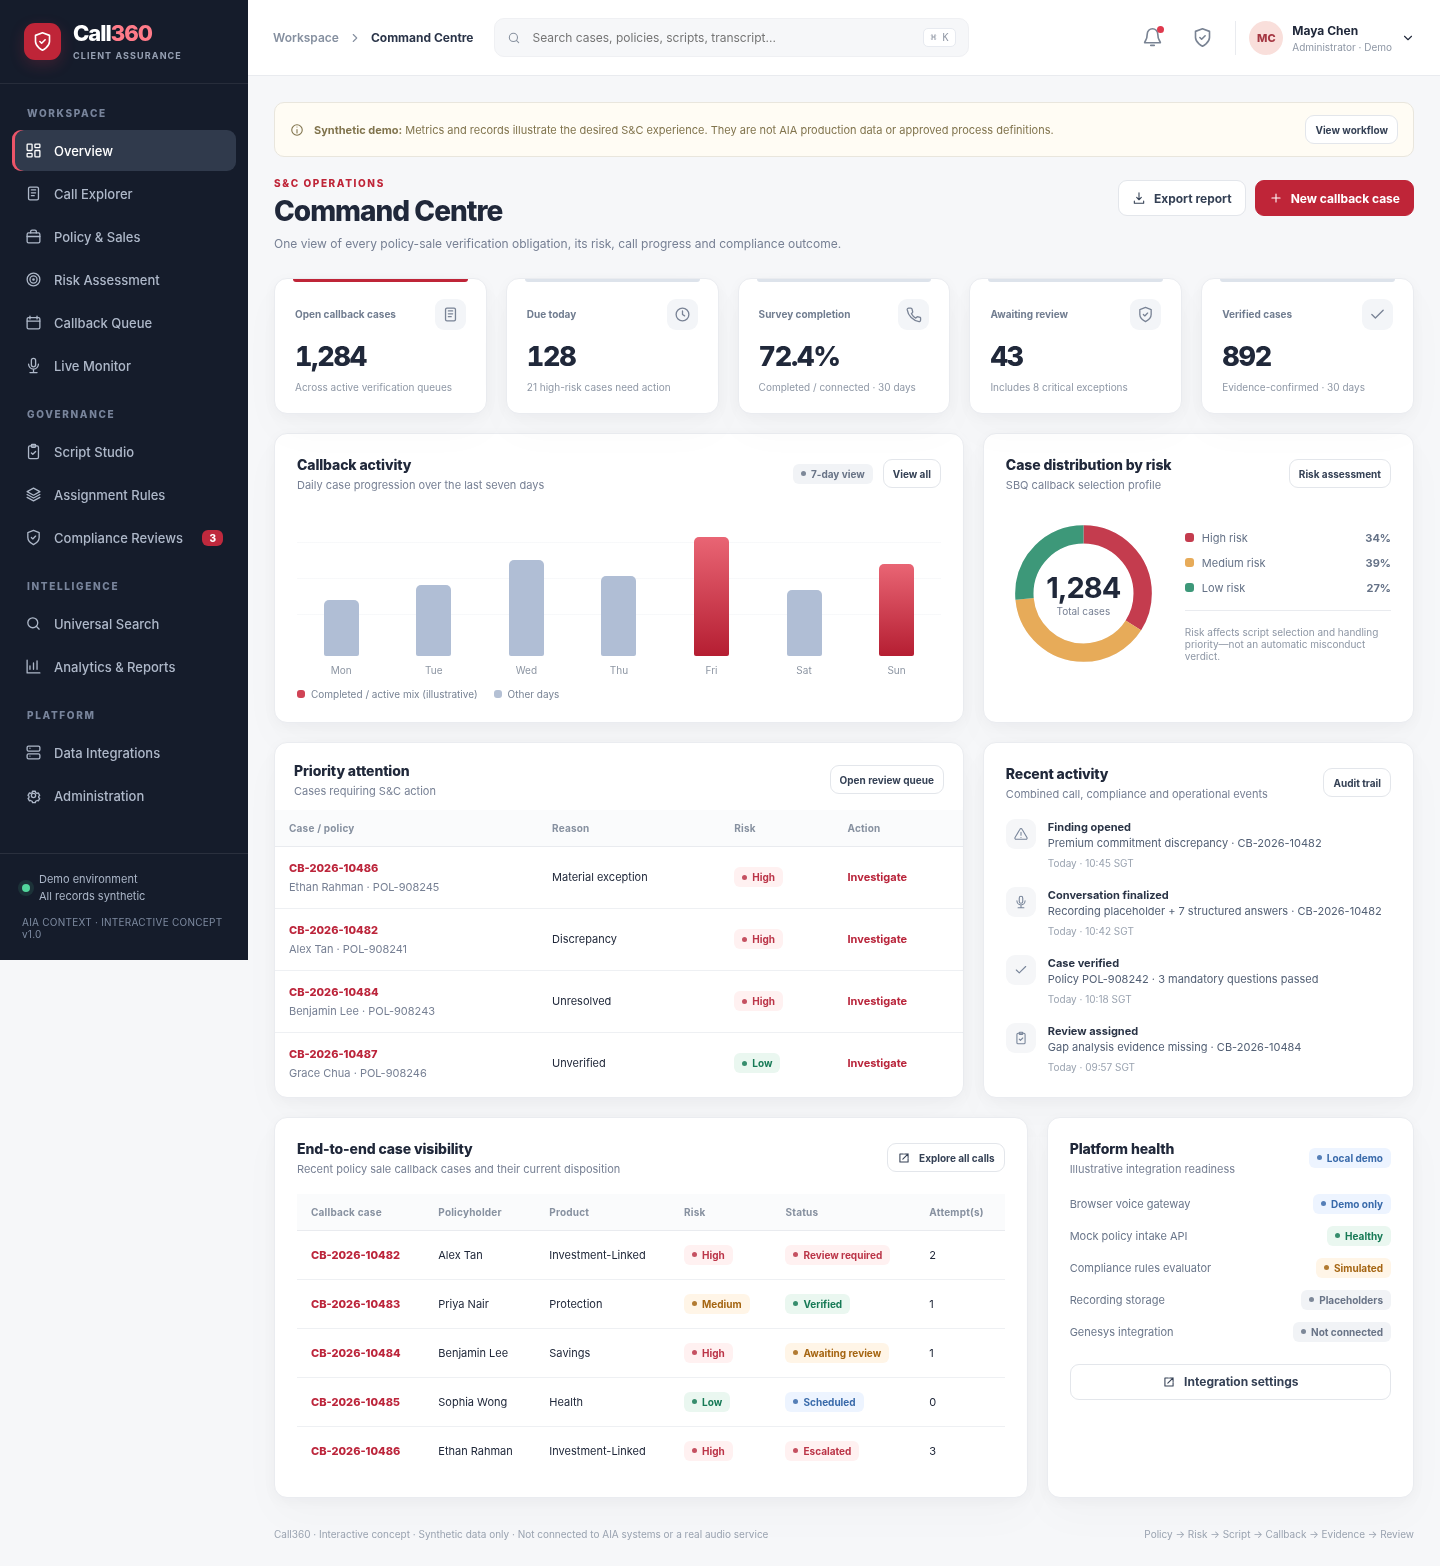 Call360
CLIENT ASSURANCE
WORKSPACE
Overview
Call Explorer
Policy & Sales
Risk Assessment
Callback Queue
Live Monitor
GOVERNANCE
Script Studio
Assignment Rules
Compliance Reviews 3
INTELLIGENCE
Universal Search
Analytics & Reports
PLATFORM
Data Integrations
Administration
Demo environment
All records synthetic
AIA CONTEXT · INTERACTIVE CONCEPT
v1.0
Workspace > Command Centre
Search cases, policies, scripts, transcript... ⌘ K
MC
Maya Chen
Administrator · Demo
Synthetic demo: Metrics and records illustrate the desired S&C experience. They are not AIA production data or approved process definitions.
View workflow
S&C OPERATIONS
Command Centre
One view of every policy-sale verification obligation, its risk, call progress and compliance outcome.
Export report
+ New callback case
Open callback cases
1,284
Across active verification queues
Due today
128
21 high-risk cases need action
Survey completion
72.4%
Completed / connected · 30 days
Awaiting review
43
Includes 8 critical exceptions
Verified cases
892
Evidence-confirmed · 30 days
Callback activity
Daily case progression over the last seven days
7-day view
View all
Mon Tue Wed Thu Fri Sat Sun
Completed / active mix (illustrative) Other days
Case distribution by risk
SBQ callback selection profile
Risk assessment
1,284
Total cases
High risk 34%
Medium risk 39%
Low risk 27%
Risk affects script selection and handling
priority—not an automatic misconduct
verdict.
Priority attention
Cases requiring S&C action
Open review queue
Case / policy Reason Risk Action
CB-2026-10486
Ethan Rahman · POL-908245
Material exception High Investigate
CB-2026-10482
Alex Tan · POL-908241
Discrepancy High Investigate
CB-2026-10484
Benjamin Lee · POL-908243
Unresolved High Investigate
CB-2026-10487
Grace Chua · POL-908246
Unverified Low Investigate
Recent activity
Combined call, compliance and operational events
Audit trail
Finding opened
Premium commitment discrepancy · CB-2026-10482
Today · 10:45 SGT
Conversation finalized
Recording placeholder + 7 structured answers · CB-2026-10482
Today · 10:42 SGT
Case verified
Policy POL-908242 · 3 mandatory questions passed
Today · 10:18 SGT
Review assigned
Gap analysis evidence missing · CB-2026-10484
Today · 09:57 SGT
End-to-end case visibility
Recent policy sale callback cases and their current disposition
Explore all calls
Callback case Policyholder Product Risk Status Attempt(s)
CB-2026-10482 Alex Tan Investment-Linked High Review required 2
CB-2026-10483 Priya Nair Protection Medium Verified 1
CB-2026-10484 Benjamin Lee Savings High Awaiting review 1
CB-2026-10485 Sophia Wong Health Low Scheduled 0
CB-2026-10486 Ethan Rahman Investment-Linked High Escalated 3
Platform health
Illustrative integration readiness
Local demo
Browser voice gateway Demo only
Mock policy intake API Healthy
Compliance rules evaluator Simulated
Recording storage Placeholders
Genesys integration Not connected
Integration settings
Call360 · Interactive concept · Synthetic data only · Not connected to AIA systems or a real audio service
Policy → Risk → Script → Callback → Evidence → Review